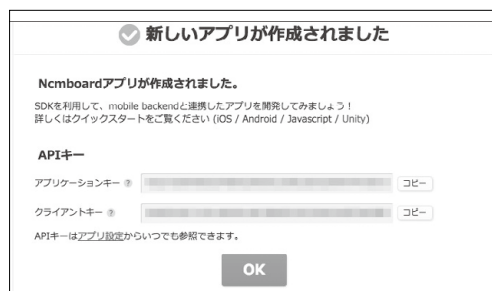 新しいアプリが作成されました
Ncmboardアプリが作成されました。
SDKを利用して、mobile backendと連携したアプリを開発してみましょう！
詳しくはクイックスタートをご覧ください (iOS / Android / Javascript / Unity)
APIキー
アプリケーションキー ? コピー
クライアントキー ? コピー
APIキーはアプリ設定からいつでも参照できます。
OK